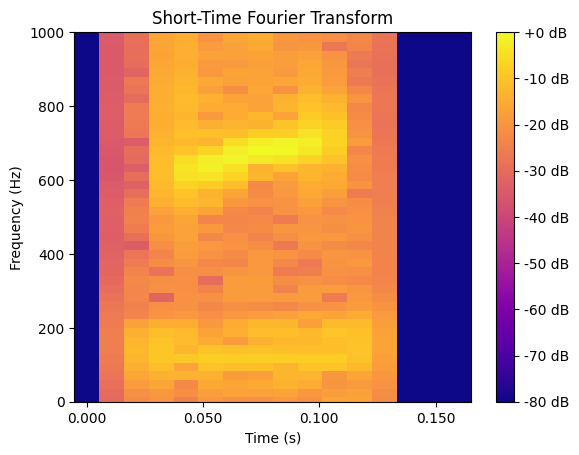 Short-Time Fourier Transform
Frequency (Hz)
1000
800
600
400
200
0
0.000
0.050
0.100
0.150
Time (s)
+0 dB
-10 dB
-20 dB
-30 dB
-40 dB
-50 dB
-60 dB
-70 dB
-80 dB